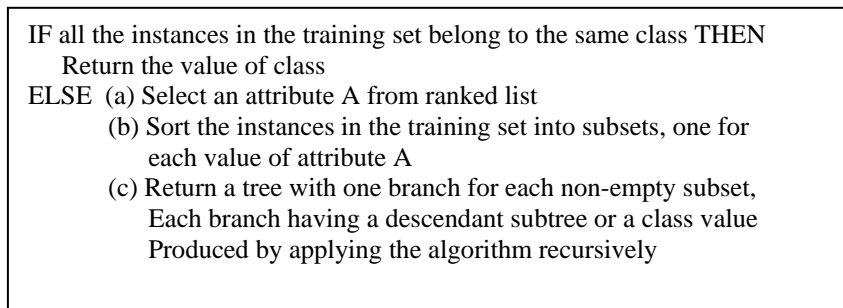 IF all the instances in the training set belong to the same class THEN
Return the value of class
ELSE (a) Select an attribute A from ranked list
(b) Sort the instances in the training set into subsets, one for
each value of attribute A
(c) Return a tree with one branch for each non-empty subset,
Each branch having a descendant subtree or a class value
Produced by applying the algorithm recursively